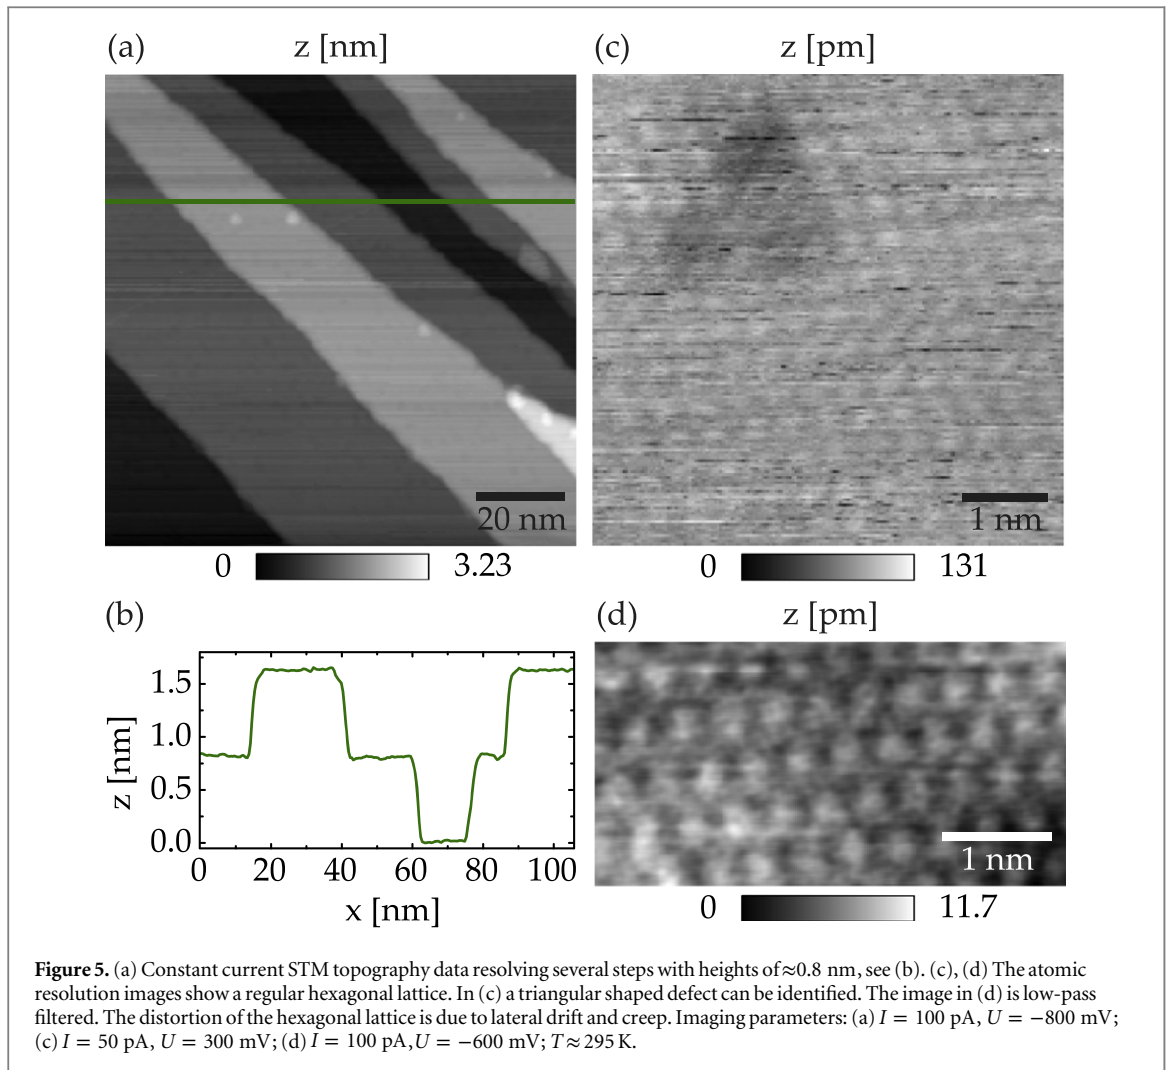 (a)
z [nm]
20 nm
0
3.23
(c)
z [pm]
1 nm
0
131
(b)
z [nm]
1.5
1.0
0.5
0.0
0 20 40 60 80 100
x [nm]
(d)
z [pm]
1 nm
0
11.7
Figure 5. (a) Constant current STM topography data resolving several steps with heights of ≈0.8 nm, see (b). (c), (d) The atomic
resolution images show a regular hexagonal lattice. In (c) a triangular shaped defect can be identified. The image in (d) is low-pass
filtered. The distortion of the hexagonal lattice is due to lateral drift and creep. Imaging parameters: (a) I = 100 pA, U = −800 mV;
(c) I = 50 pA, U = 300 mV; (d) I = 100 pA,U = −600 mV; T ≈ 295 K.